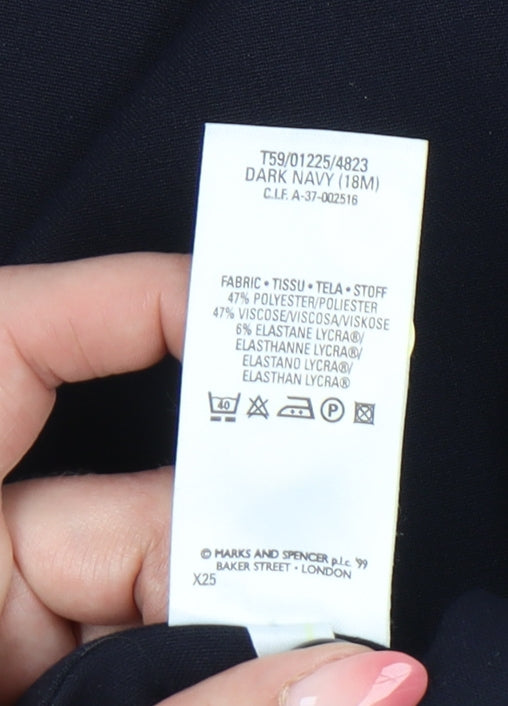 T59/01225/4823
DARK NAVY (18M)
C.I.F. A-37-002516
FABRIC • TISSU • TELA • STOFF
47% POLYESTER/POLIESTER
47% VISCOSE/VISCOSA/VISKOSE
6% ELASTANE LYCRA®/
ELASTHANNE LYCRA®/
ELASTANO LYCRA®/
ELASTHAN LYCRA®
40 P
© MARKS AND SPENCER p.l.c. '99
BAKER STREET • LONDON
X25